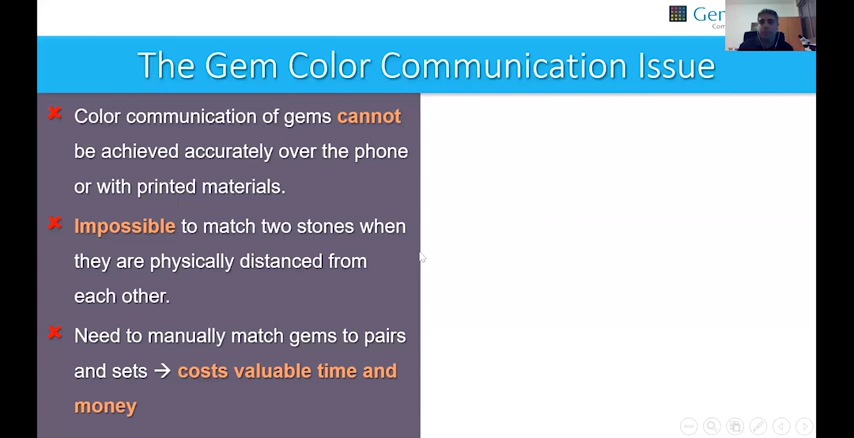 Gem
The Gem Color Communication Issue
Color communication of gems cannot
be achieved accurately over the phone
or with printed materials.
Impossible to match two stones when
they are physically distanced from
each other.
Need to manually match gems to pairs
and sets → costs valuable time and
money